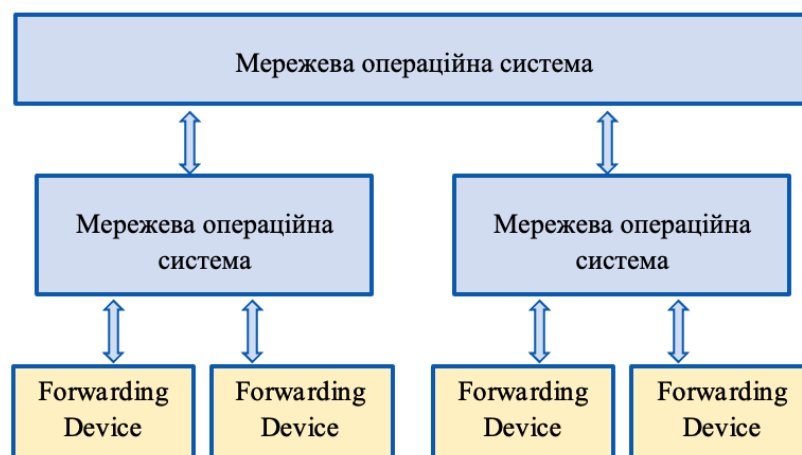 Мережева операційна система
Мережева операційна
система
Мережева операційна
система
Forwarding
Device
Forwarding
Device
Forwarding
Device
Forwarding
Device